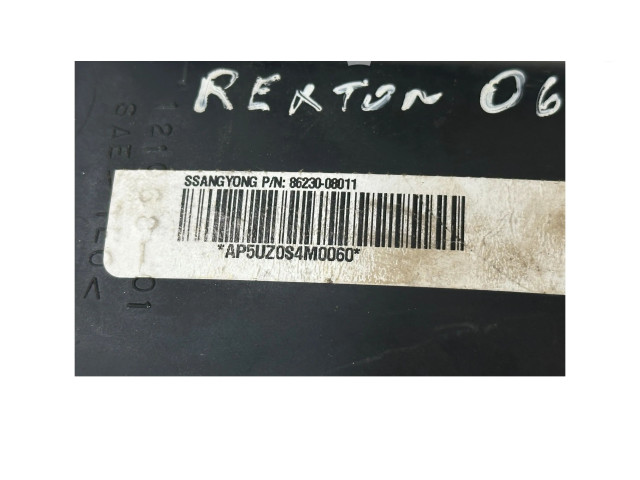 REXTON 06
SSANGYONG P/N: 86230-08011
*AP5UZ0S4M0060*